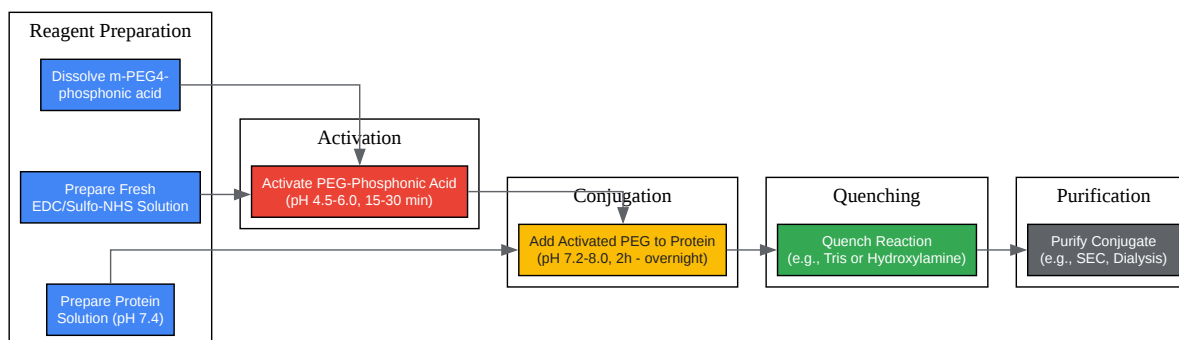 Reagent Preparation
Dissolve m-PEG4-
phosphonic acid
Prepare Fresh
EDC/Sulfo-NHS Solution
Prepare Protein
Solution (pH 7.4)
Activation
Activate PEG-Phosphonic Acid
(pH 4.5-6.0, 15-30 min)
Conjugation
Add Activated PEG to Protein
(pH 7.2-8.0, 2h - overnight)
Quenching
Quench Reaction
(e.g., Tris or Hydroxylamine)
Purification
Purify Conjugate
(e.g., SEC, Dialysis)